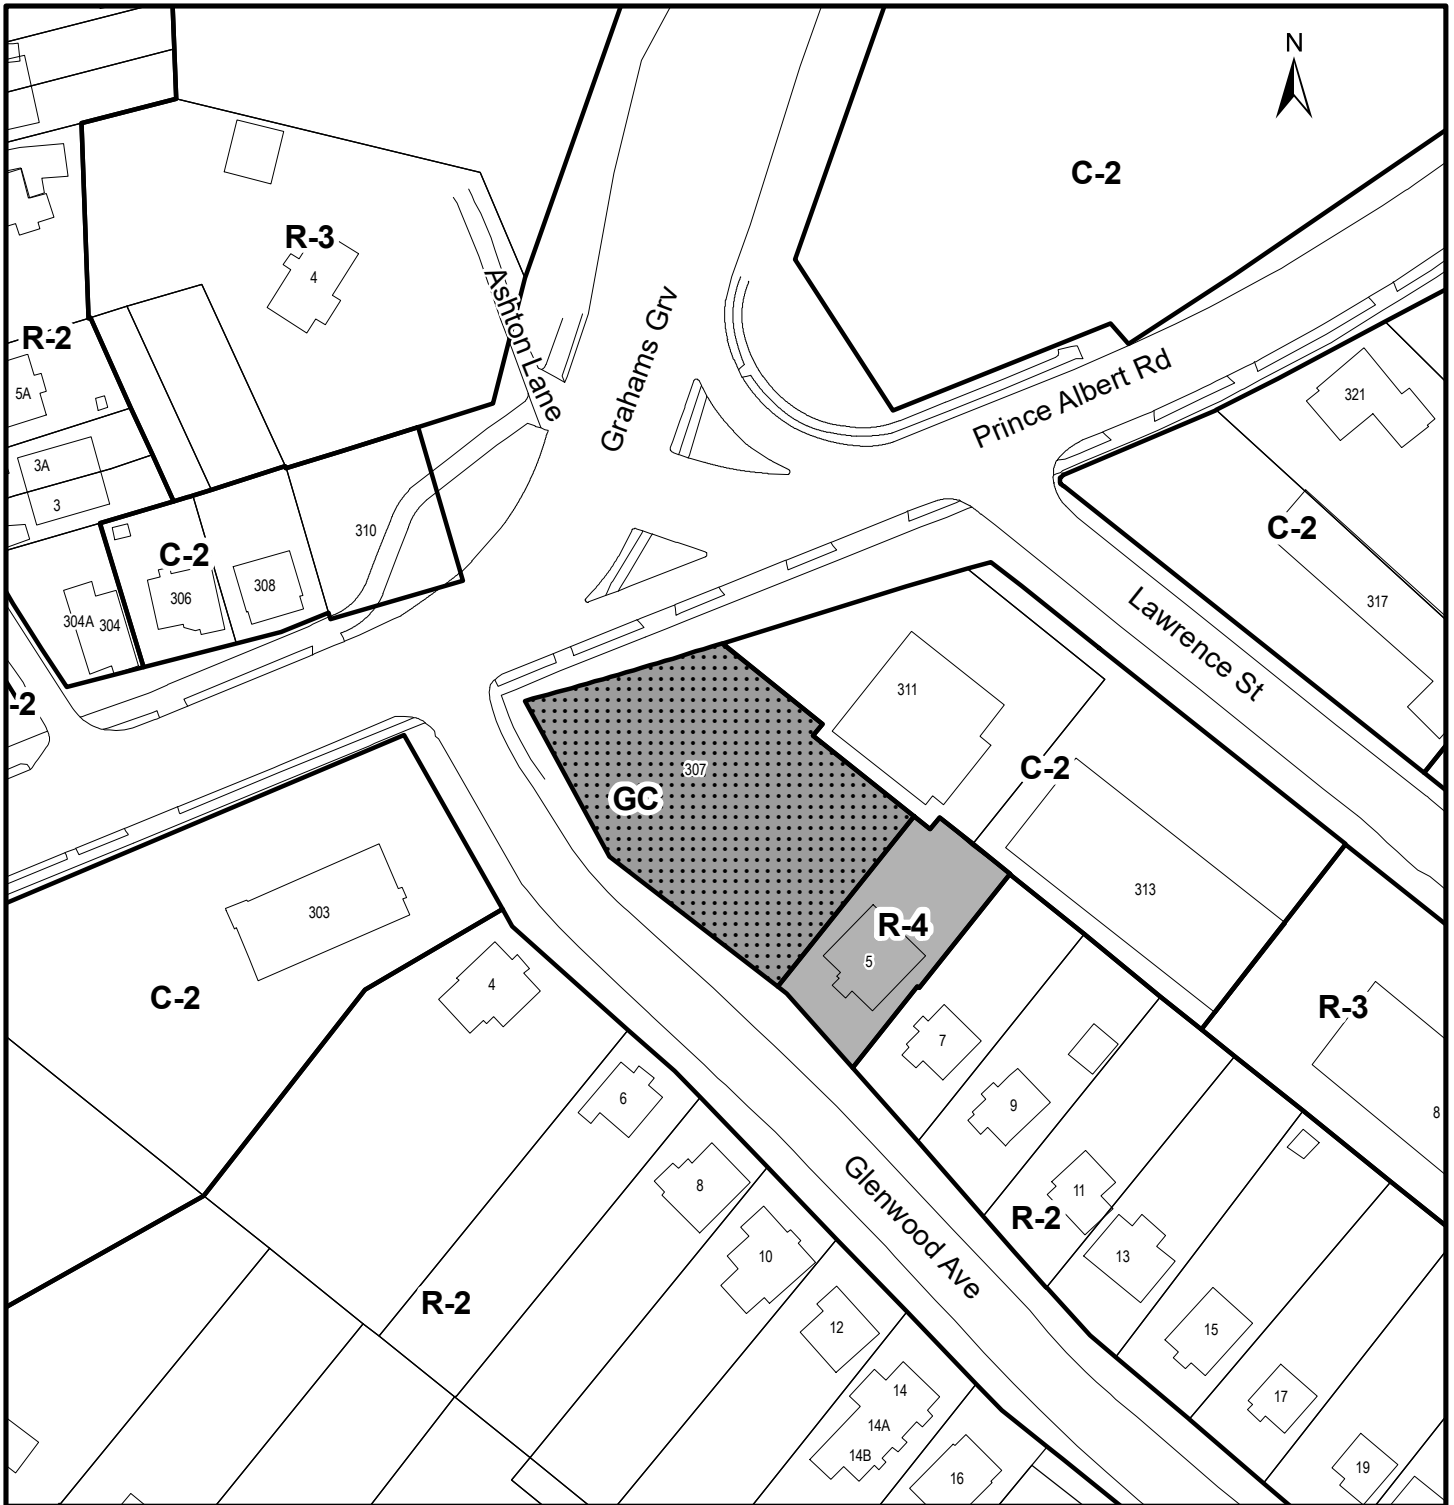 N
C-2
R-3
4
Ashton Lane
Grahams Grv
R-2
Prince Albert Rd
5A
321
3A
3
310
C-2
C-2
308
306
317
304A
304
Lawrence St
-2
311
307
C-2
GC
313
303
R-4
5
4
C-2
R-3
7
6
9
8
8
11
Glenwood Ave
R-2
10
13
R-2
12
15
14
17
14A
14B
19
16